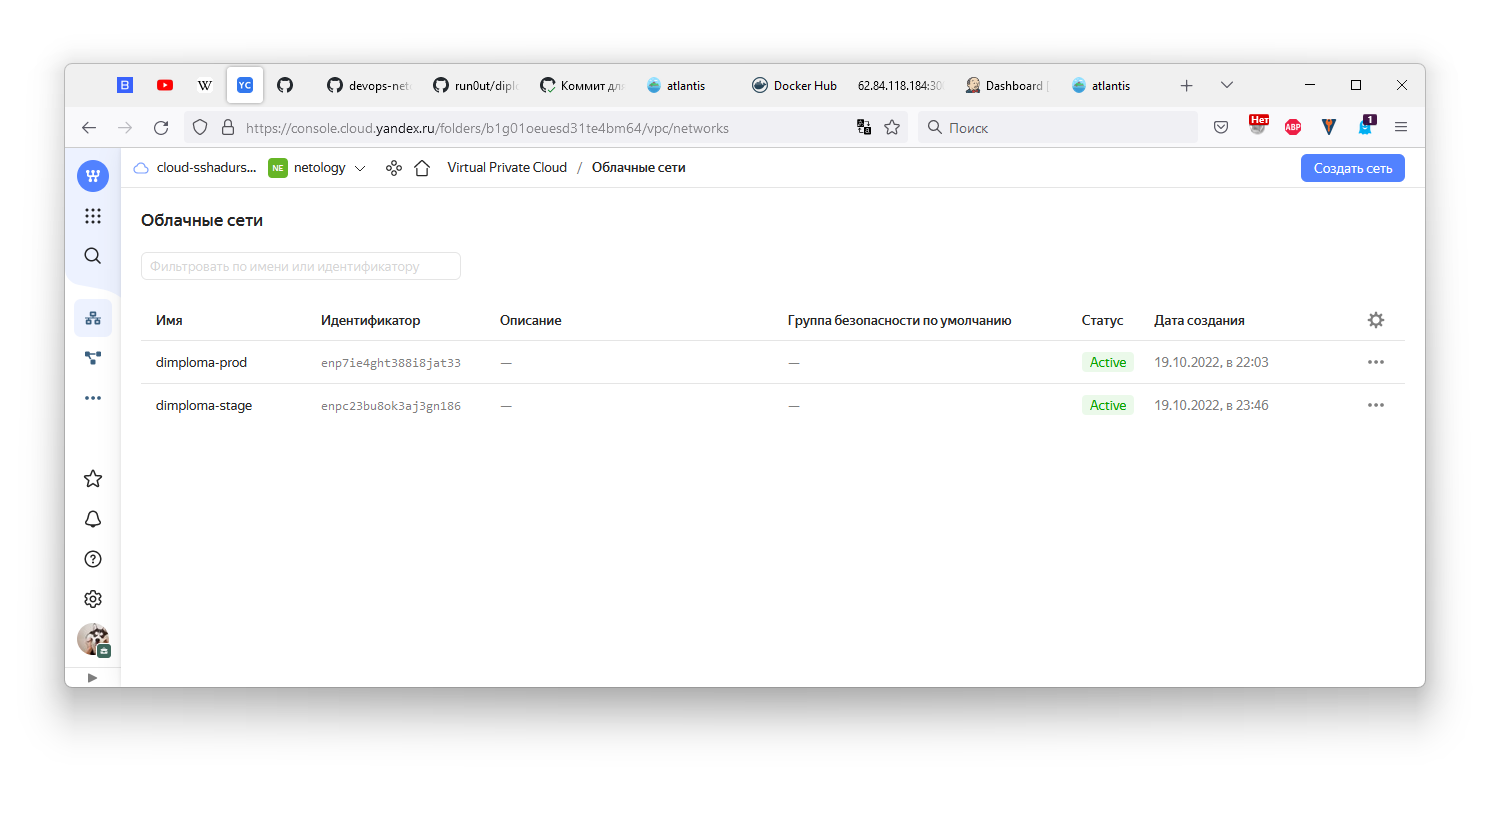 B W YC devops-net run0ut/diplo Коммит для atlantis Docker Hub 62.84.118.184:30 Dashboard [ atlantis
https://console.cloud.yandex.ru/folders/b1g01oeuesd31te4bm64/vpc/networks Поиск Нет ABP 1
cloud-sshadurs... NE netology Virtual Private Cloud / Облачные сети Создать сеть
Облачные сети
Фильтровать по имени или идентификатору
Имя Идентификатор Описание Группа безопасности по умолчанию Статус Дата создания
dimploma-prod enp7ie4ght388i8jat33 — — Active 19.10.2022, в 22:03
dimploma-stage enpc23bu8ok3aj3gn186 — — Active 19.10.2022, в 23:46